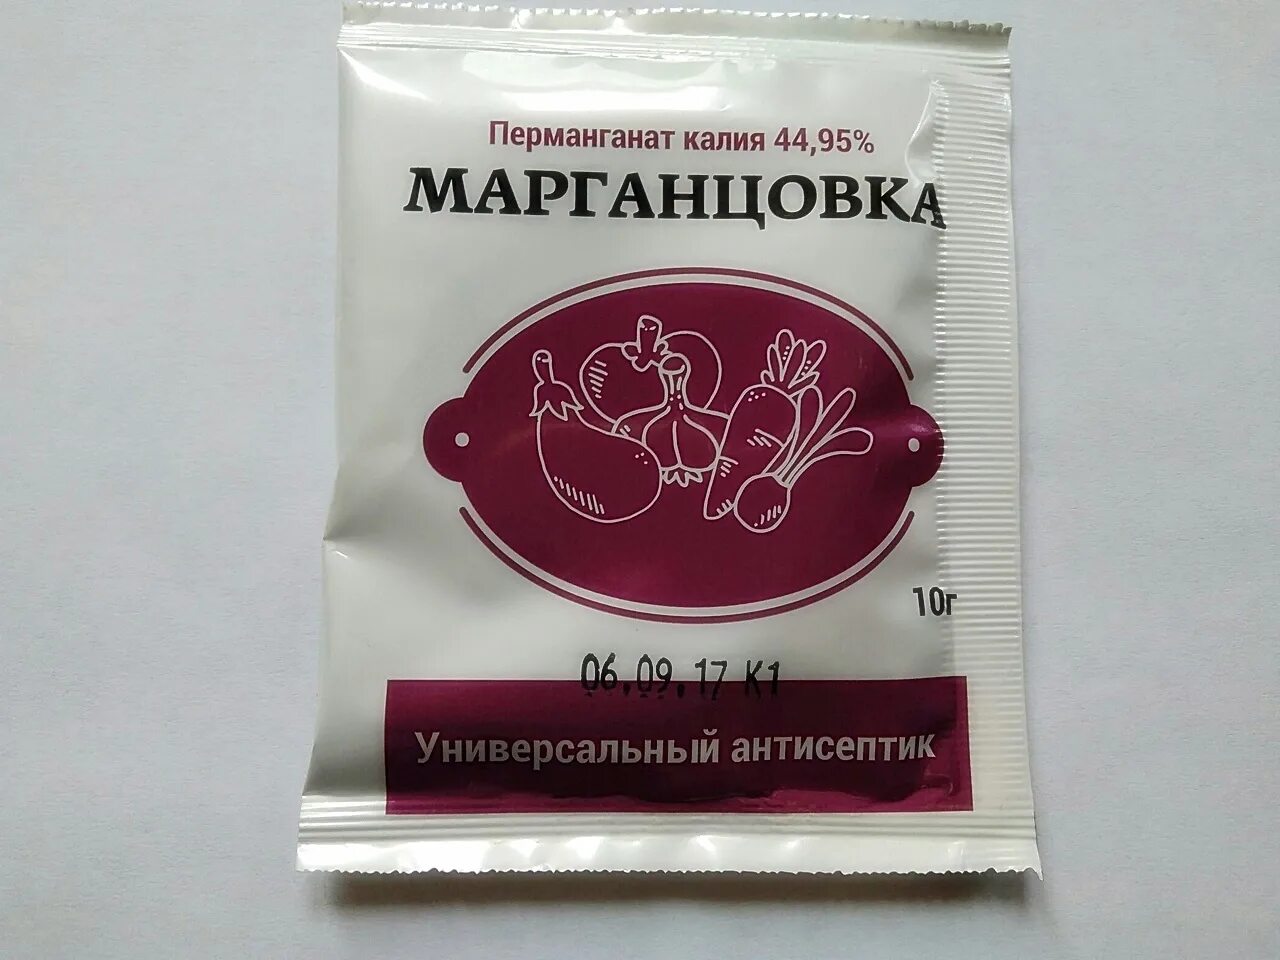 Перманганат калия 44,95%
МАРГАНЦОВКА
10г
06.09.17 К1
Универсальный антисептик